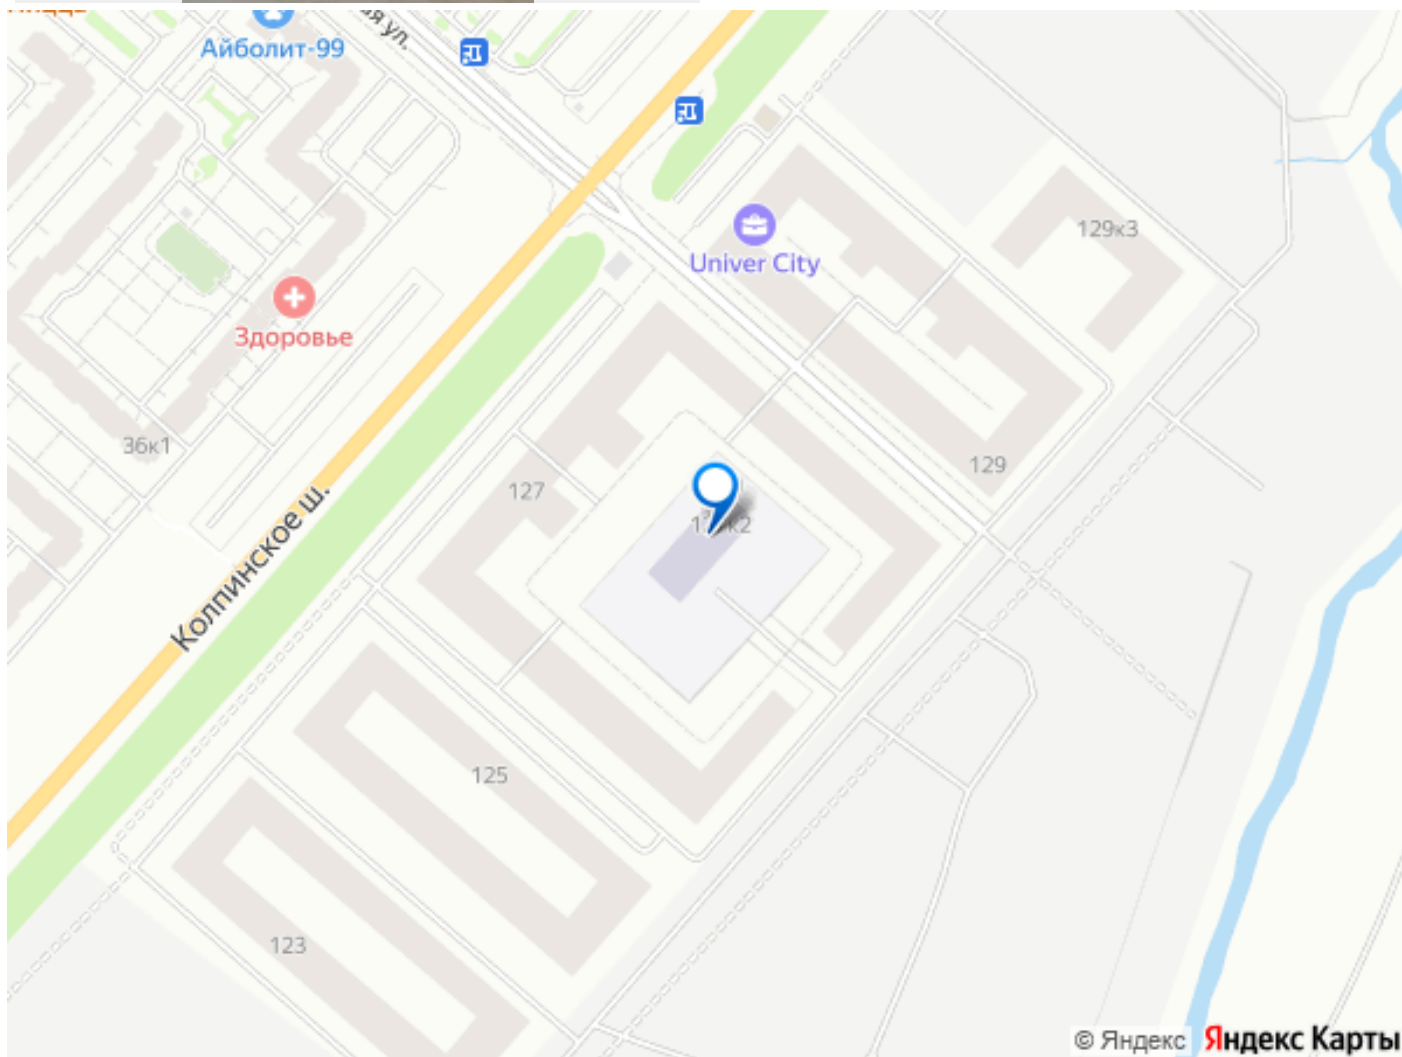 Айболит-99
ая ул.
Univer City
129к3
Здоровье
36к1
127
129
Колпинское ш.
125
123
© Яндекс Яндекс Карты